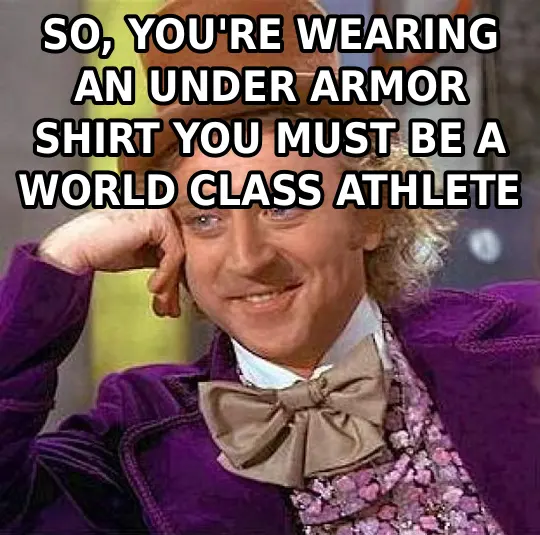 SO, YOU'RE WEARING
AN UNDER ARMOR
SHIRT YOU MUST BE A
WORLD CLASS ATHLETE